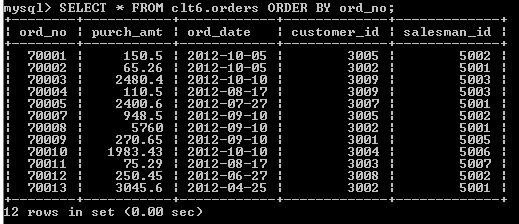 mysql> SELECT * FROM clt6.orders ORDER BY ord_no;
+--------+-----------+------------+-------------+-------------+
| ord_no | purch_amt | ord_date | customer_id | salesman_id |
+--------+-----------+------------+-------------+-------------+
| 70001 | 150.5 | 2012-10-05 | 3005 | 5002 |
| 70002 | 65.26 | 2012-10-05 | 3002 | 5001 |
| 70003 | 2480.4 | 2012-10-10 | 3009 | 5003 |
| 70004 | 110.5 | 2012-08-17 | 3009 | 5003 |
| 70005 | 2400.6 | 2012-07-27 | 3007 | 5001 |
| 70007 | 948.5 | 2012-09-10 | 3005 | 5002 |
| 70008 | 5760 | 2012-09-10 | 3002 | 5001 |
| 70009 | 270.65 | 2012-09-10 | 3001 | 5005 |
| 70010 | 1983.43 | 2012-10-10 | 3004 | 5006 |
| 70011 | 75.29 | 2012-08-17 | 3003 | 5007 |
| 70012 | 250.45 | 2012-06-27 | 3008 | 5002 |
| 70013 | 3045.6 | 2012-04-25 | 3002 | 5001 |
+--------+-----------+------------+-------------+-------------+
12 rows in set (0.00 sec)